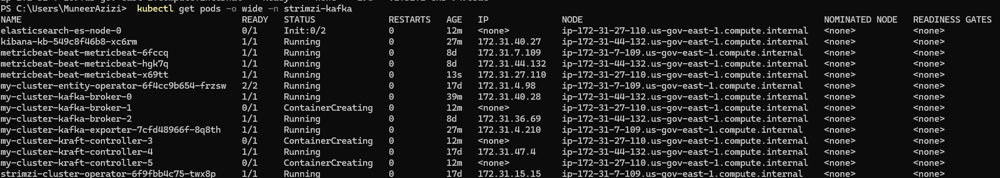 PS C:\Users\MuneerAzizi> kubectl get pods -o wide -n strimzi-kafka
NAME READY STATUS RESTARTS AGE IP NODE NOMINATED NODE READINESS GATES
elasticsearch-es-node-0 0/1 Init:0/2 0 12m <none> ip-172-31-27-110.us-gov-east-1.compute.internal <none> <none>
kibana-kb-549c8f46b8-xc6rm 1/1 Running 0 27m 172.31.40.27 ip-172-31-44-132.us-gov-east-1.compute.internal <none> <none>
metricbeat-beat-metricbeat-6fccq 1/1 Running 0 8d 172.31.7.109 ip-172-31-7-109.us-gov-east-1.compute.internal <none> <none>
metricbeat-beat-metricbeat-hgk7q 1/1 Running 0 8d 172.31.44.132 ip-172-31-44-132.us-gov-east-1.compute.internal <none> <none>
metricbeat-beat-metricbeat-x69tt 1/1 Running 0 13s 172.31.27.110 ip-172-31-27-110.us-gov-east-1.compute.internal <none> <none>
my-cluster-entity-operator-6f4cc9b654-frzsw 2/2 Running 0 17d 172.31.4.98 ip-172-31-7-109.us-gov-east-1.compute.internal <none> <none>
my-cluster-kafka-broker-0 1/1 Running 0 39m 172.31.40.28 ip-172-31-44-132.us-gov-east-1.compute.internal <none> <none>
my-cluster-kafka-broker-1 0/1 ContainerCreating 0 12m <none> ip-172-31-27-110.us-gov-east-1.compute.internal <none> <none>
my-cluster-kafka-broker-2 1/1 Running 0 8d 172.31.36.69 ip-172-31-44-132.us-gov-east-1.compute.internal <none> <none>
my-cluster-kafka-exporter-7cfd48966f-8q8th 1/1 Running 0 27m 172.31.4.210 ip-172-31-7-109.us-gov-east-1.compute.internal <none> <none>
my-cluster-kraft-controller-3 0/1 ContainerCreating 0 12m <none> ip-172-31-27-110.us-gov-east-1.compute.internal <none> <none>
my-cluster-kraft-controller-4 1/1 Running 0 17d 172.31.47.4 ip-172-31-44-132.us-gov-east-1.compute.internal <none> <none>
my-cluster-kraft-controller-5 0/1 ContainerCreating 0 12m <none> ip-172-31-27-110.us-gov-east-1.compute.internal <none> <none>
strimzi-cluster-operator-6f9fbb4c75-twx8p 1/1 Running 0 17d 172.31.15.15 ip-172-31-7-109.us-gov-east-1.compute.internal <none> <none>